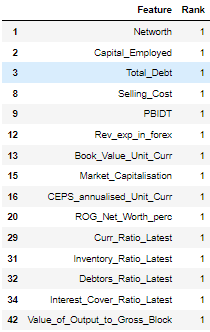 Feature Rank
1 Networth 1
2 Capital_Employed 1
3 Total_Debt 1
8 Selling_Cost 1
9 PBIDT 1
12 Rev_exp_in_forex 1
13 Book_Value_Unit_Curr 1
15 Market_Capitalisation 1
16 CEPS_annualised_Unit_Curr 1
20 ROG_Net_Worth_perc 1
29 Curr_Ratio_Latest 1
31 Inventory_Ratio_Latest 1
32 Debtors_Ratio_Latest 1
34 Interest_Cover_Ratio_Latest 1
42 Value_of_Output_to_Gross_Block 1